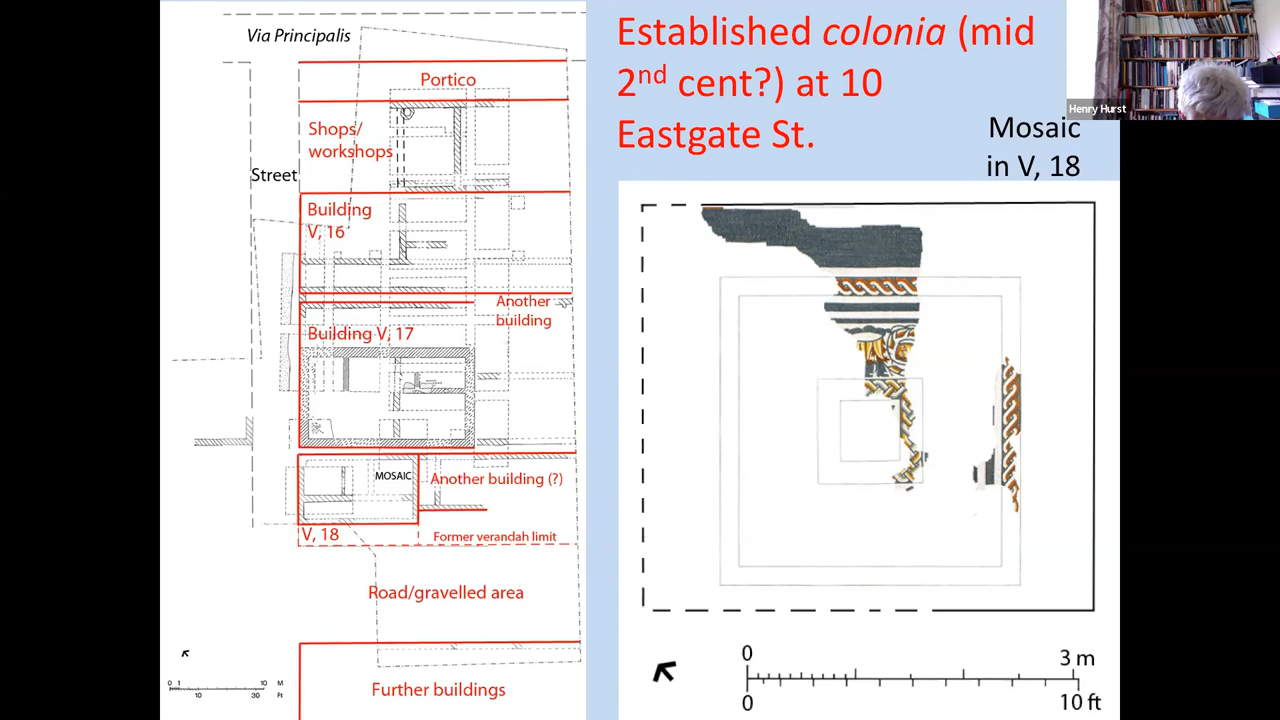 Via Principalis
Portico
Shops/
workshops
Street
Building
V, 16
Another
building
Building V, 17
MOSAIC
Another building (?)
V, 18
Former verandah limit
Road/gravelled area
Further buildings
0 1 10 M
Ft 10 30
Established colonia (mid
2nd cent?) at 10
Eastgate St.
Henry Hurst
Mosaic
in V, 18
0 3 m
0 10 ft